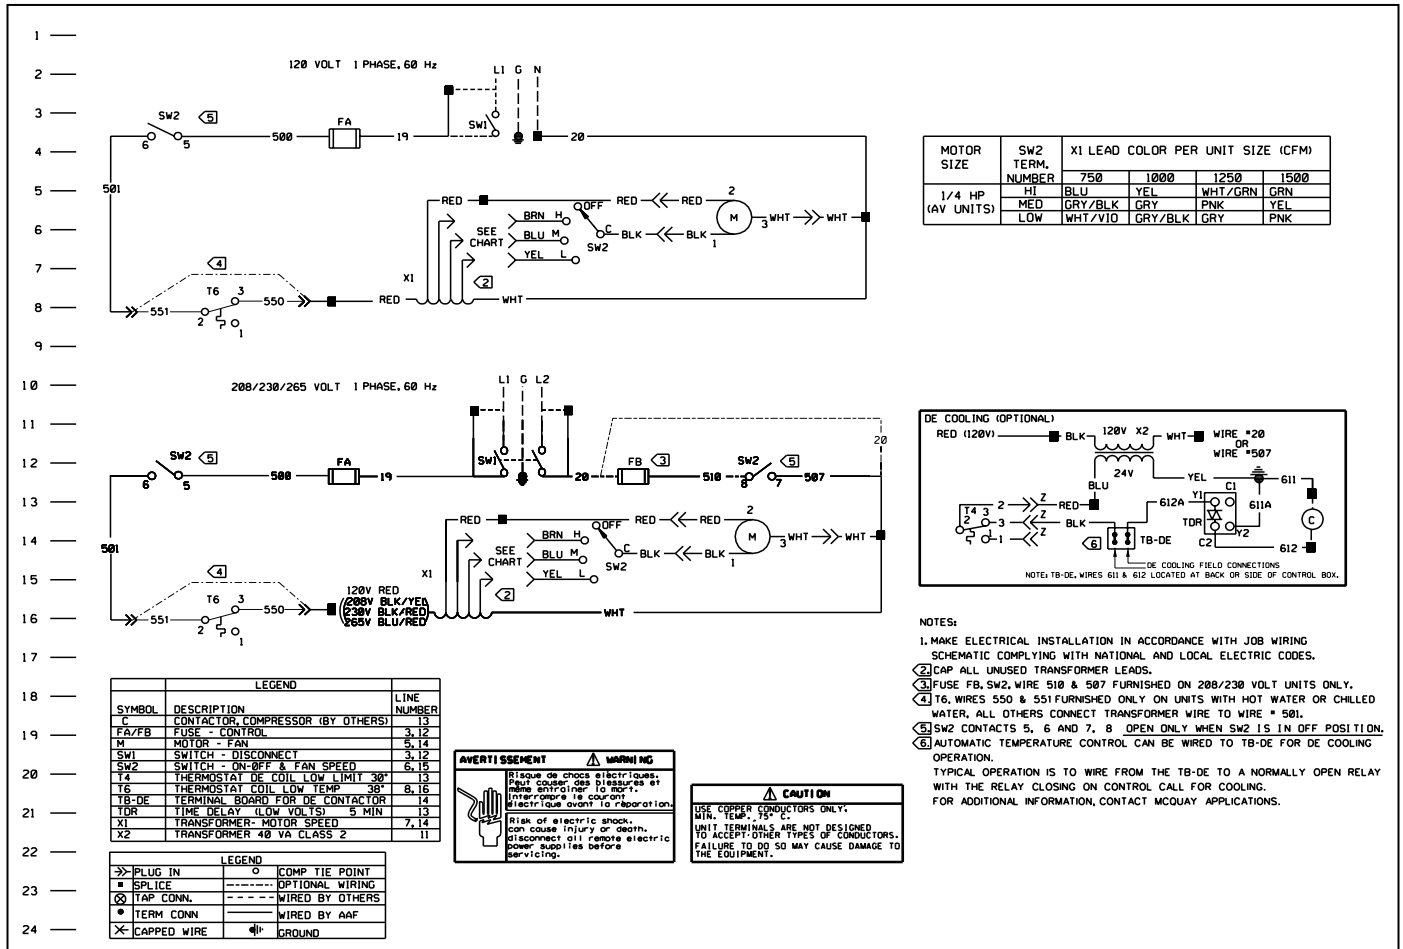 1
2
3
4
5
6
7
8
9
10
11
12
13
14
15
16
17
18
19
20
21
22
23
24
120 VOLT 1 PHASE, 60 Hz
L1 G N
SW2 5
6 5
500
FA
19
SW1
20
501
RED
OFF
RED RED
2
M
3
WHT WHT
BRN H
BLU M
YEL L
SEE
CHART
C
SW2
BLK BLK
1
4
T6 3
551
2
1
550
X1
2
RED
WHT
MOTOR SIZE
SW2 TERM. NUMBER
X1 LEAD COLOR PER UNIT SIZE (CFM)
750 1000 1250 1500
1/4 HP (AV UNITS)
HI BLU YEL WHT/GRN GRN
MED GRY/BLK GRY PNK YEL
LOW WHT/VIO GRY/BLK GRY PNK
208/230/265 VOLT 1 PHASE, 60 Hz
L1 G L2
SW2 5
6 5
500
FA
19
SW1
20
FB 3
510
SW2 5
8 7
507
20
501
RED
OFF
RED RED
2
M
3
WHT WHT
BRN H
BLU M
YEL L
SEE
CHART
C
SW2
BLK BLK
1
4
T6 3
551
2
1
550
X1
2
120V RED
208V BLK/YEL
230V BLK/RED
265V BLU/RED
WHT
DE COOLING (OPTIONAL)
RED (120V)
BLK
120V X2
WHT
WIRE "20
OR
WIRE "507
24V
BLU
YEL
611
2 Z RED
T4 3
2
3 Z BLK
1
1 Z
612A
Y1 C1
611A
TDR
Y2
C2
C
612
6
TB-DE
DE COOLING FIELD CONNECTIONS
NOTE: TB-DE, WIRES 611 & 612 LOCATED AT BACK OR SIDE OF CONTROL BOX.
NOTES:
1. MAKE ELECTRICAL INSTALLATION IN ACCORDANCE WITH JOB WIRING
SCHEMATIC COMPLYING WITH NATIONAL AND LOCAL ELECTRIC CODES.
2. CAP ALL UNUSED TRANSFORMER LEADS.
3. FUSE FB, SW2, WIRE 510 & 507 FURNISHED ON 208/230 VOLT UNITS ONLY.
4. T6, WIRES 550 & 551 FURNISHED ONLY ON UNITS WITH HOT WATER OR CHILLED
WATER, ALL OTHERS CONNECT TRANSFORMER WIRE TO WIRE " 501.
5. SW2 CONTACTS 5, 6 AND 7, 8 OPEN ONLY WHEN SW2 IS IN OFF POSITION.
6. AUTOMATIC TEMPERATURE CONTROL CAN BE WIRED TO TB-DE FOR DE COOLING
OPERATION.
TYPICAL OPERATION IS TO WIRE FROM THE TB-DE TO A NORMALLY OPEN RELAY
WITH THE RELAY CLOSING ON CONTROL CALL FOR COOLING.
FOR ADDITIONAL INFORMATION, CONTACT MCQUAY APPLICATIONS.
LEGEND
SYMBOL DESCRIPTION LINE NUMBER
C CONTACTOR, COMPRESSOR (BY OTHERS) 13
FA/FB FUSE - CONTROL 3,12
M MOTOR - FAN 5,14
SW1 SWITCH - DISCONNECT 3,12
SW2 SWITCH - ON-OFF & FAN SPEED 6,15
T4 THERMOSTAT DE COIL LOW LIMIT 30° 13
T6 THERMOSTAT COIL LOW TEMP 38° 8,16
TB-DE TERMINAL BOARD FOR DE CONTACTOR 14
TDR TIME DELAY (LOW VOLTS) 5 MIN 13
X1 TRANSFORMER- MOTOR SPEED 7,14
X2 TRANSFORMER 40 VA CLASS 2 11
LEGEND
PLUG IN COMP TIE POINT
SPLICE OPTIONAL WIRING
TAP CONN. WIRED BY OTHERS
TERM CONN WIRED BY AAF
CAPPED WIRE GROUND
AVERTISSEMENT WARNING
Risque de chocs electriques.
Peut causer des blessures et
même entraîner la mort.
Interrompre le courant
électrique avant la réparation.
Risk of electric shock.
can cause injury or death.
disconnect all remote electric
power supplies before
servicing.
CAUTION
USE COPPER CONDUCTORS ONLY.
MIN. TEMP. 75° C.
UNIT TERMINALS ARE NOT DESIGNED
TO ACCEPT OTHER TYPES OF CONDUCTORS.
FAILURE TO DO SO MAY CAUSE DAMAGE TO
THE EQUIPMENT.